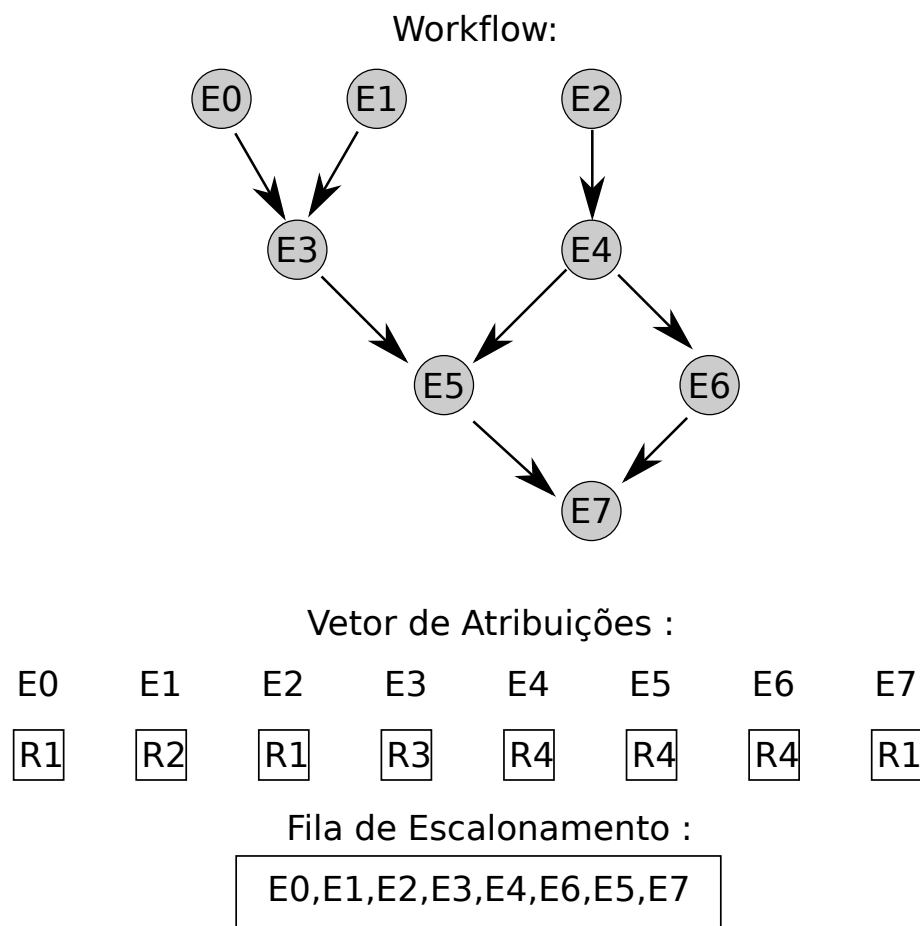 Workflow:
E0 E1 E2
E3 E4
E5 E6
E7
Vetor de Atribuições :
E0 E1 E2 E3 E4 E5 E6 E7
R1 R2 R1 R3 R4 R4 R4 R1
Fila de Escalonamento :
E0,E1,E2,E3,E4,E6,E5,E7